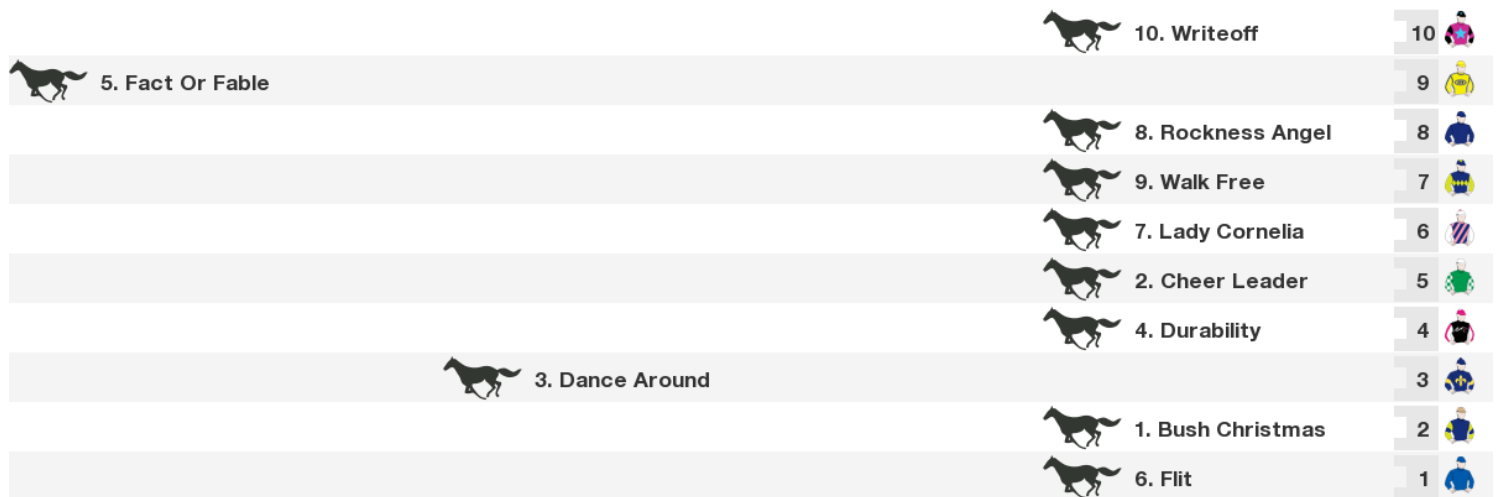 10. Writeoff 10
5. Fact Or Fable 9
8. Rockness Angel 8
9. Walk Free 7
7. Lady Cornelia 6
2. Cheer Leader 5
4. Durability 4
3. Dance Around 3
1. Bush Christmas 2
6. Flit 1